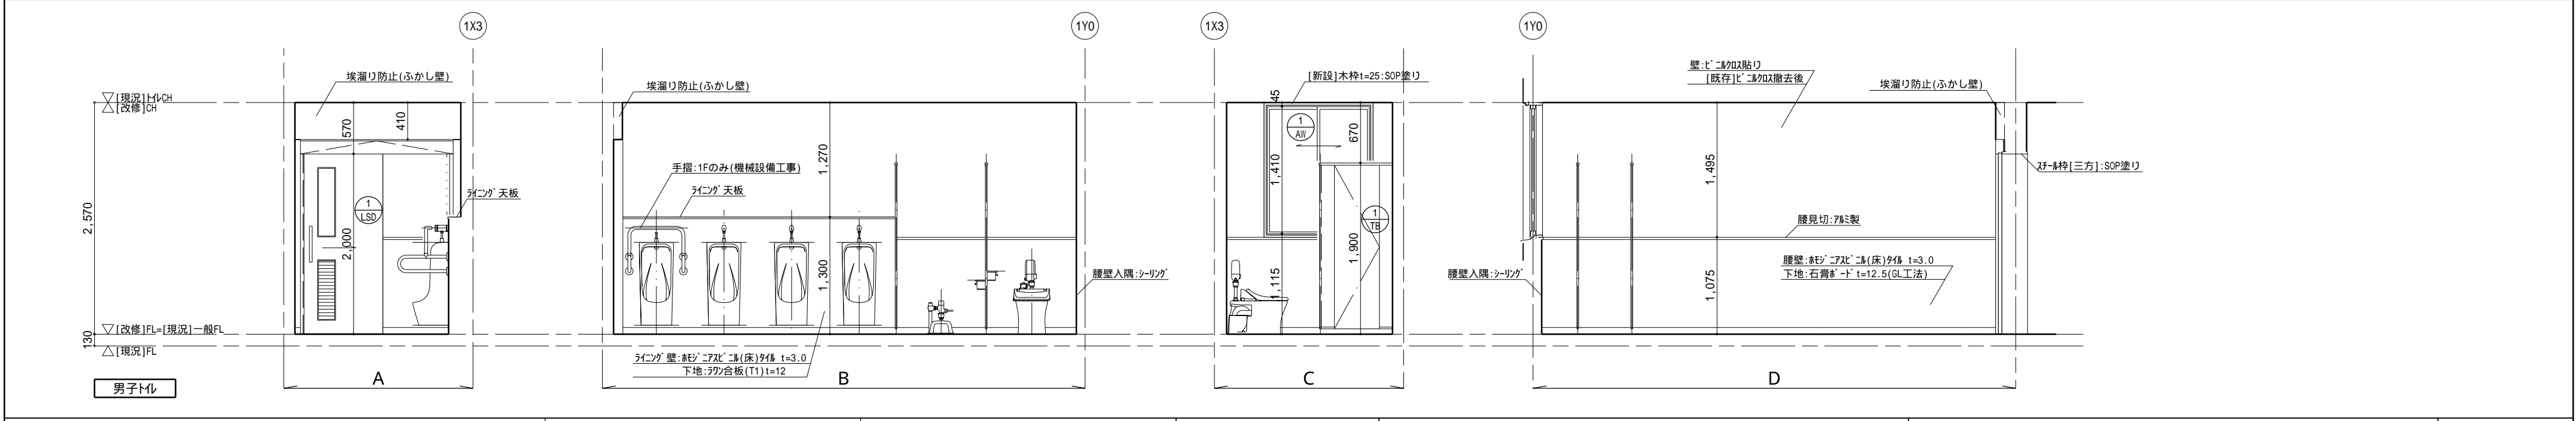 1X3
1Y0
1X3
1Y0
埃溜り防止(ふかし壁)
埃溜り防止(ふかし壁)
[新設]木枠t=25:SOP塗り
壁:ﾋﾞﾆﾙｸﾛｽ貼り
[既存]ﾋﾞﾆﾙｸﾛｽ撤去後
埃溜り防止(ふかし壁)
[現況]ﾄｲﾚCH
[改修]CH
570
410
2,570
1
LSD
2,000
ﾗｲﾆﾝｸﾞ天板
手摺:1Fのみ(機械設備工事)
ﾗｲﾆﾝｸﾞ天板
1,270
1,300
腰壁入隅:ｼｰﾘﾝｸﾞ
45
1
AW
670
1,410
1
TB
1,900
1,115
腰壁入隅:ｼｰﾘﾝｸﾞ
1,495
ｽﾁｰﾙ枠[三方]:SOP塗り
腰見切:ｱﾙﾐ製
1,075
腰壁:ﾎﾓｼﾞﾆｱｽﾋﾞﾆﾙ(床)ﾀｲﾙ t=3.0
下地:石膏ﾎﾞｰﾄﾞt=12.5(GL工法)
[改修]FL=[現況]一般FL
130
[現況]FL
ﾗｲﾆﾝｸﾞ壁:ﾎﾓｼﾞﾆｱｽﾋﾞﾆﾙ(床)ﾀｲﾙ t=3.0
下地:ﾗﾜﾝ合板(T1)t=12
男子ﾄｲﾚ
A
B
C
D